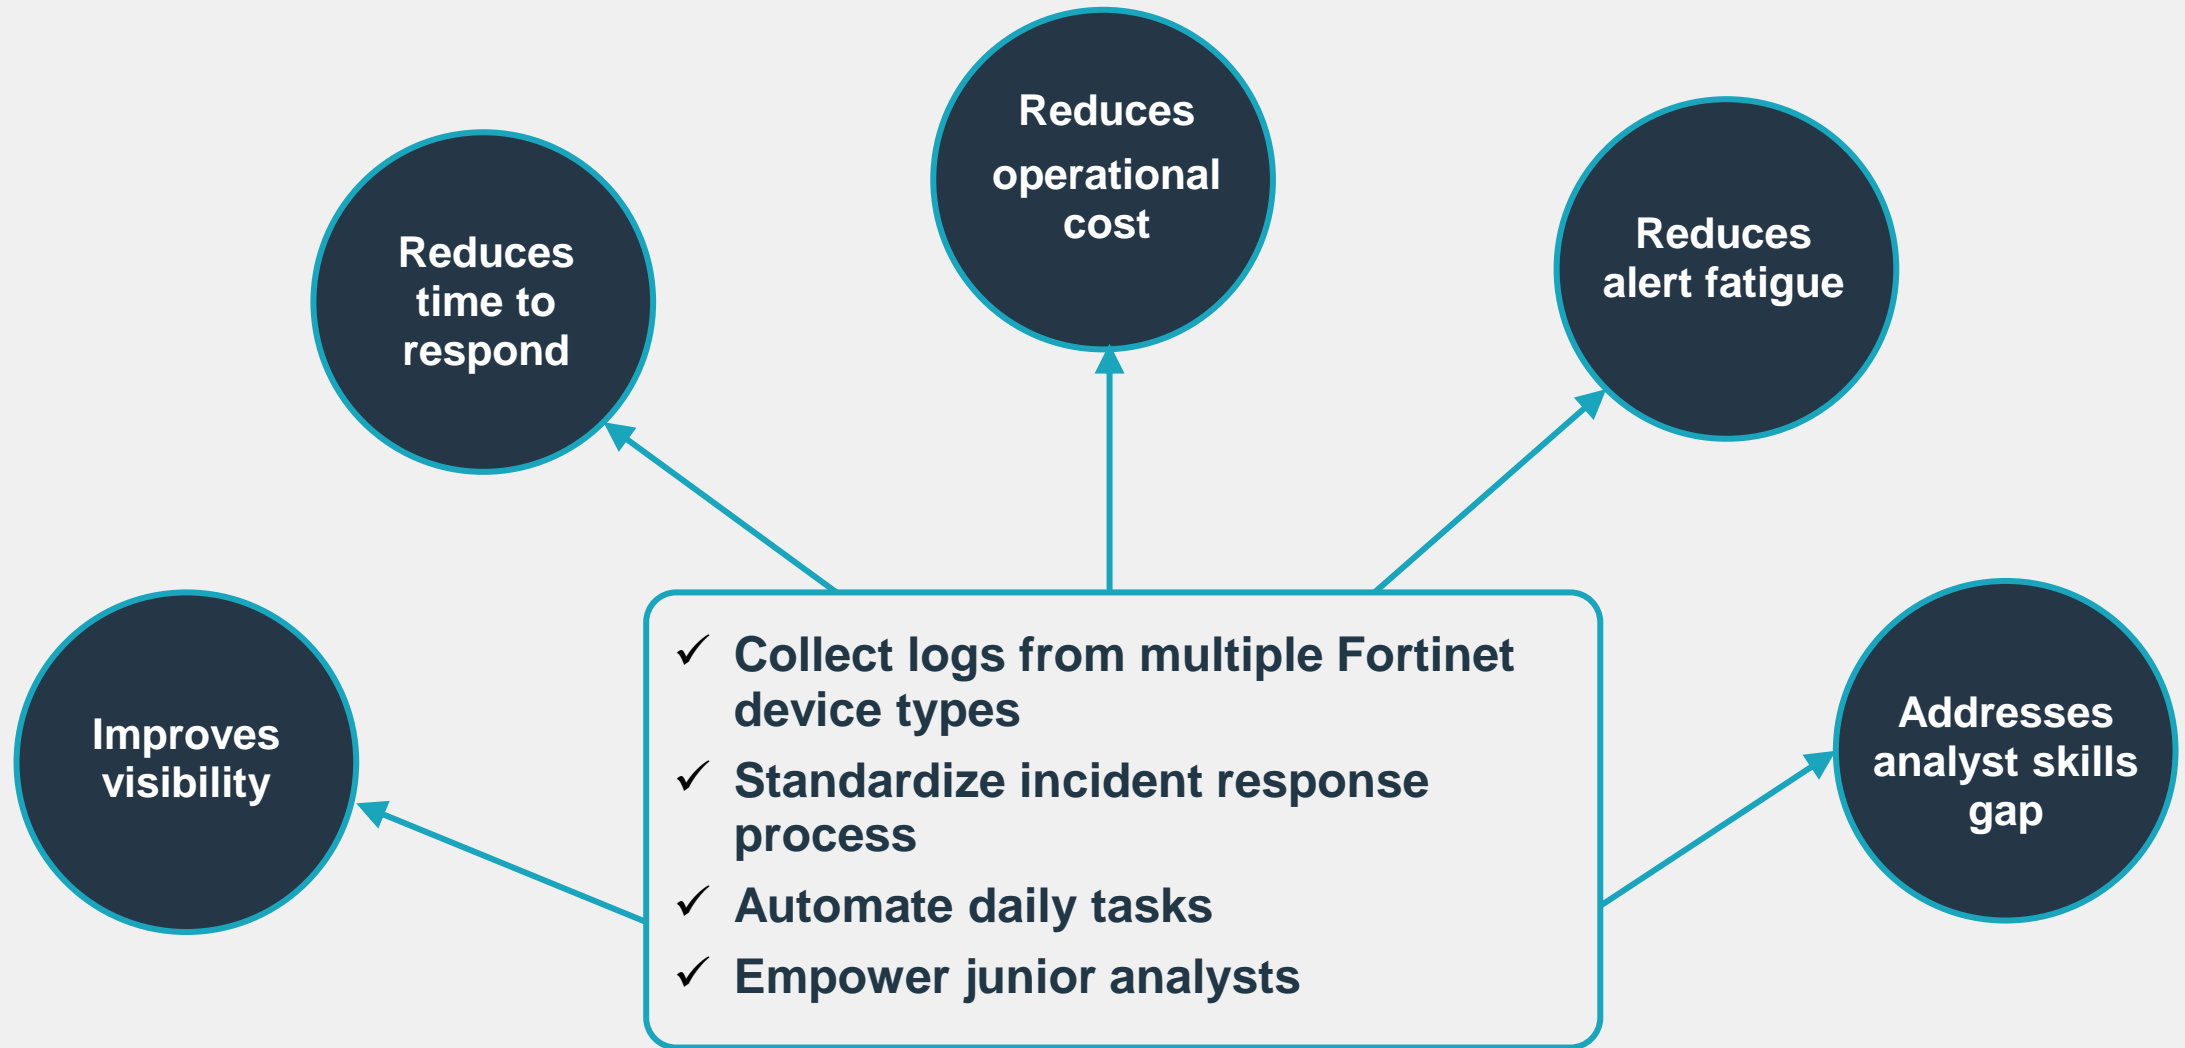 Reduces
operational
cost
Reduces
time to
respond
Reduces
alert fatigue
Improves
visibility
✓ Collect logs from multiple Fortinet
device types
✓ Standardize incident response
process
✓ Automate daily tasks
✓ Empower junior analysts
Addresses
analyst skills
gap